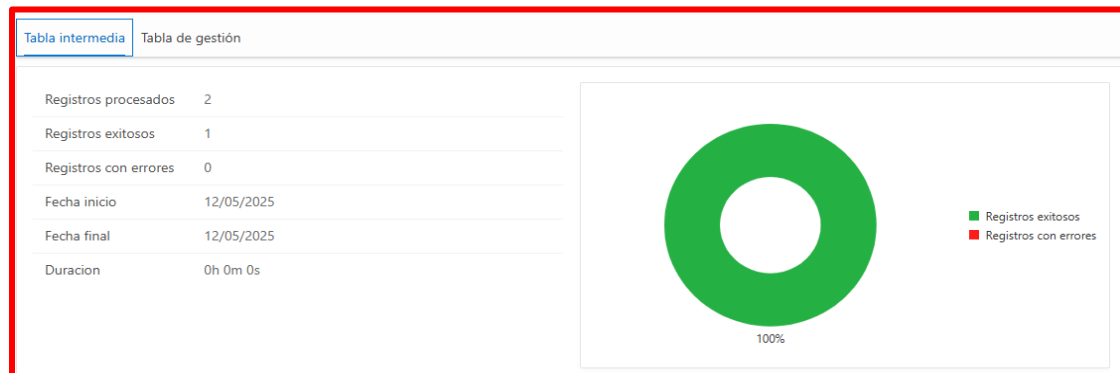 Tabla intermedia Tabla de gestión
Registros procesados 2
Registros exitosos 1
Registros con errores 0
Fecha inicio 12/05/2025
Fecha final 12/05/2025
Duracion 0h 0m 0s
Registros exitosos
Registros con errores
100%